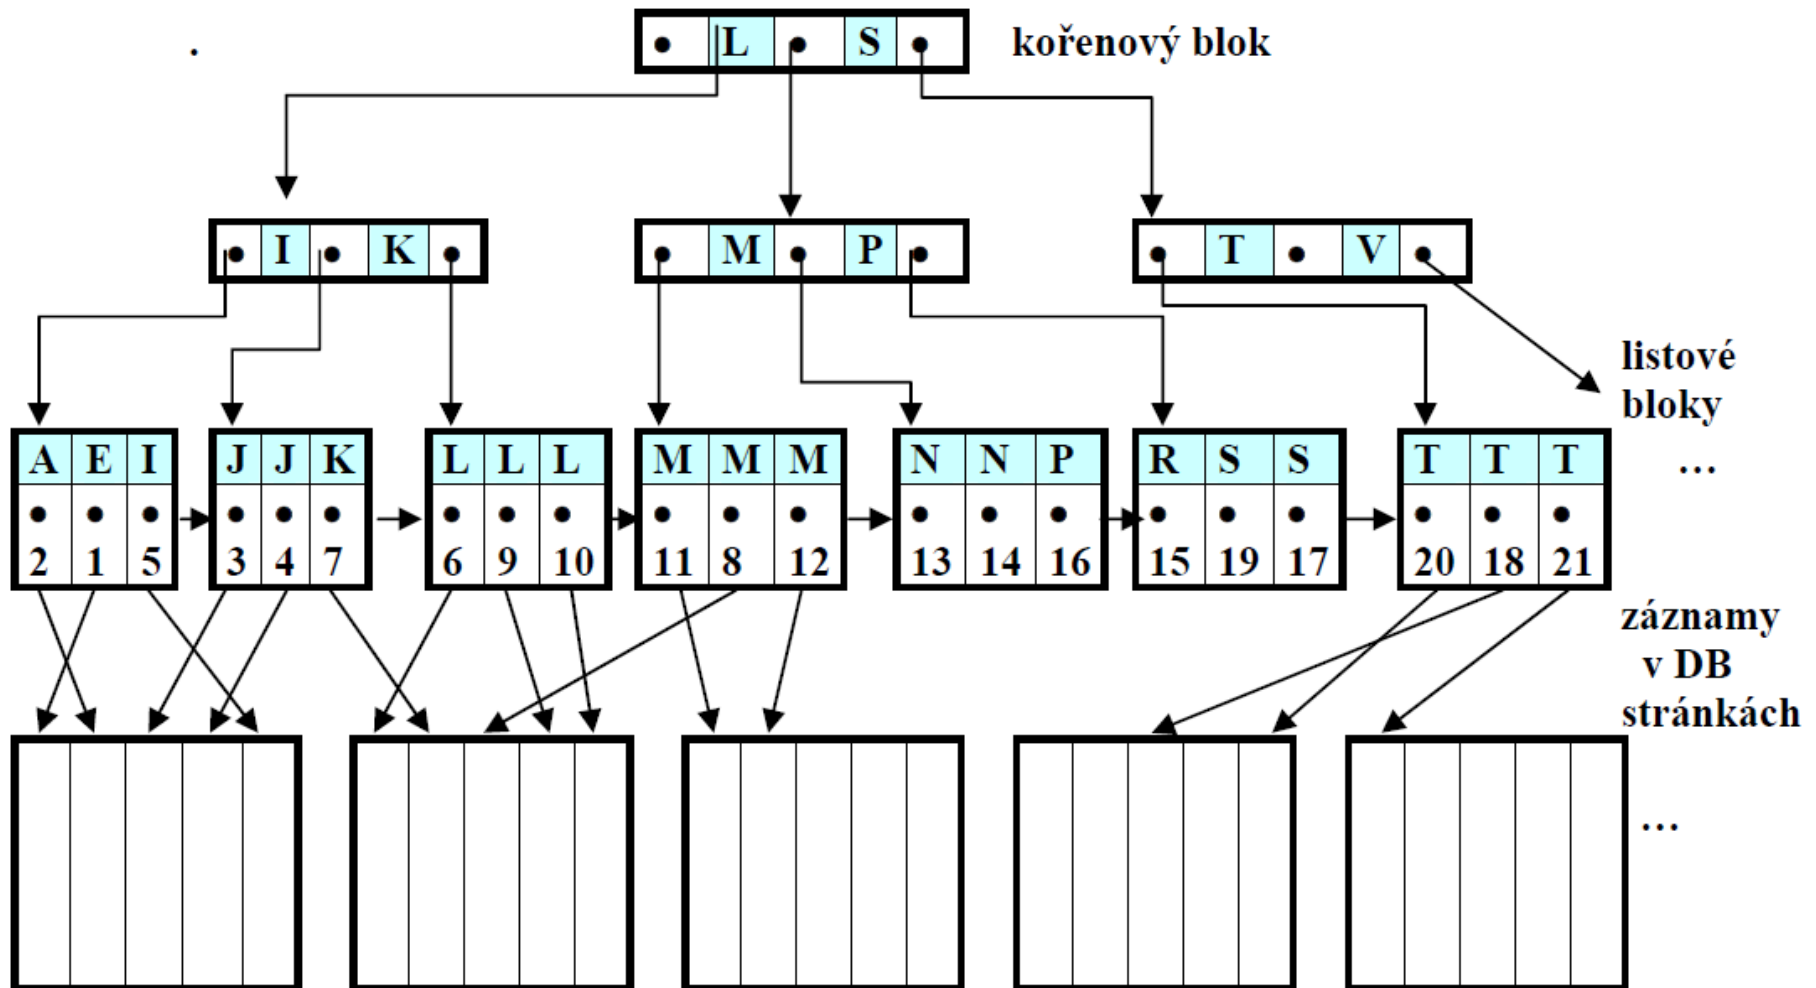 .
L S kořenový blok
I K M P T V
listové
bloky
A E I J J K L L L M M M N N P R S S T T T ...
2 1 5 3 4 7 6 9 10 11 8 12 13 14 16 15 19 17 20 18 21
záznamy
v DB
stránkách
...